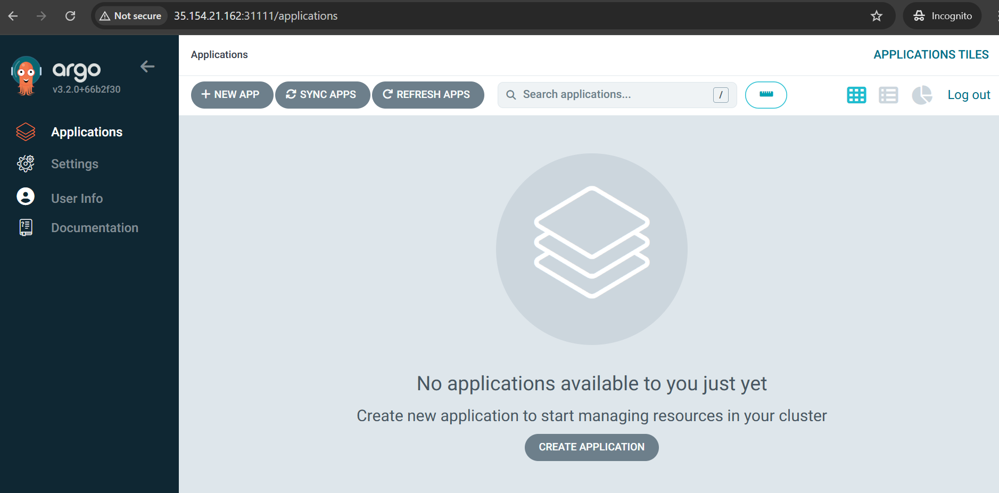 Not secure
35.154.21.162:31111/applications
Incognito
argo
v3.2.0+66b2f30
Applications
Settings
User Info
Documentation
Applications
APPLICATIONS TILES
NEW APP
SYNC APPS
REFRESH APPS
Search applications...
/
Log out
No applications available to you just yet
Create new application to start managing resources in your cluster
CREATE APPLICATION